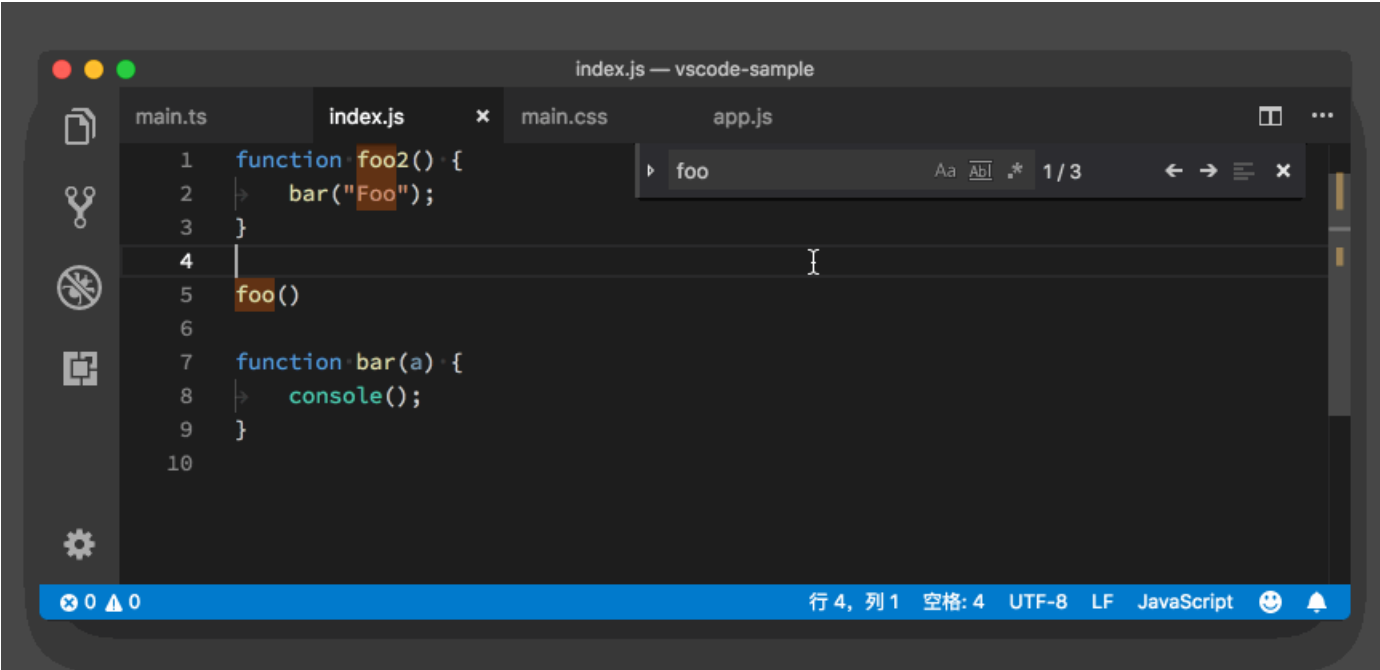 index.js — vscode-sample
main.ts index.js main.css app.js
foo Aa Abl .* 1/3
1 function foo2() {
2 bar("Foo");
3 }
4
5 foo()
6
7 function bar(a) {
8 console();
9 }
10
0 0 行 4，列 1 空格: 4 UTF-8 LF JavaScript